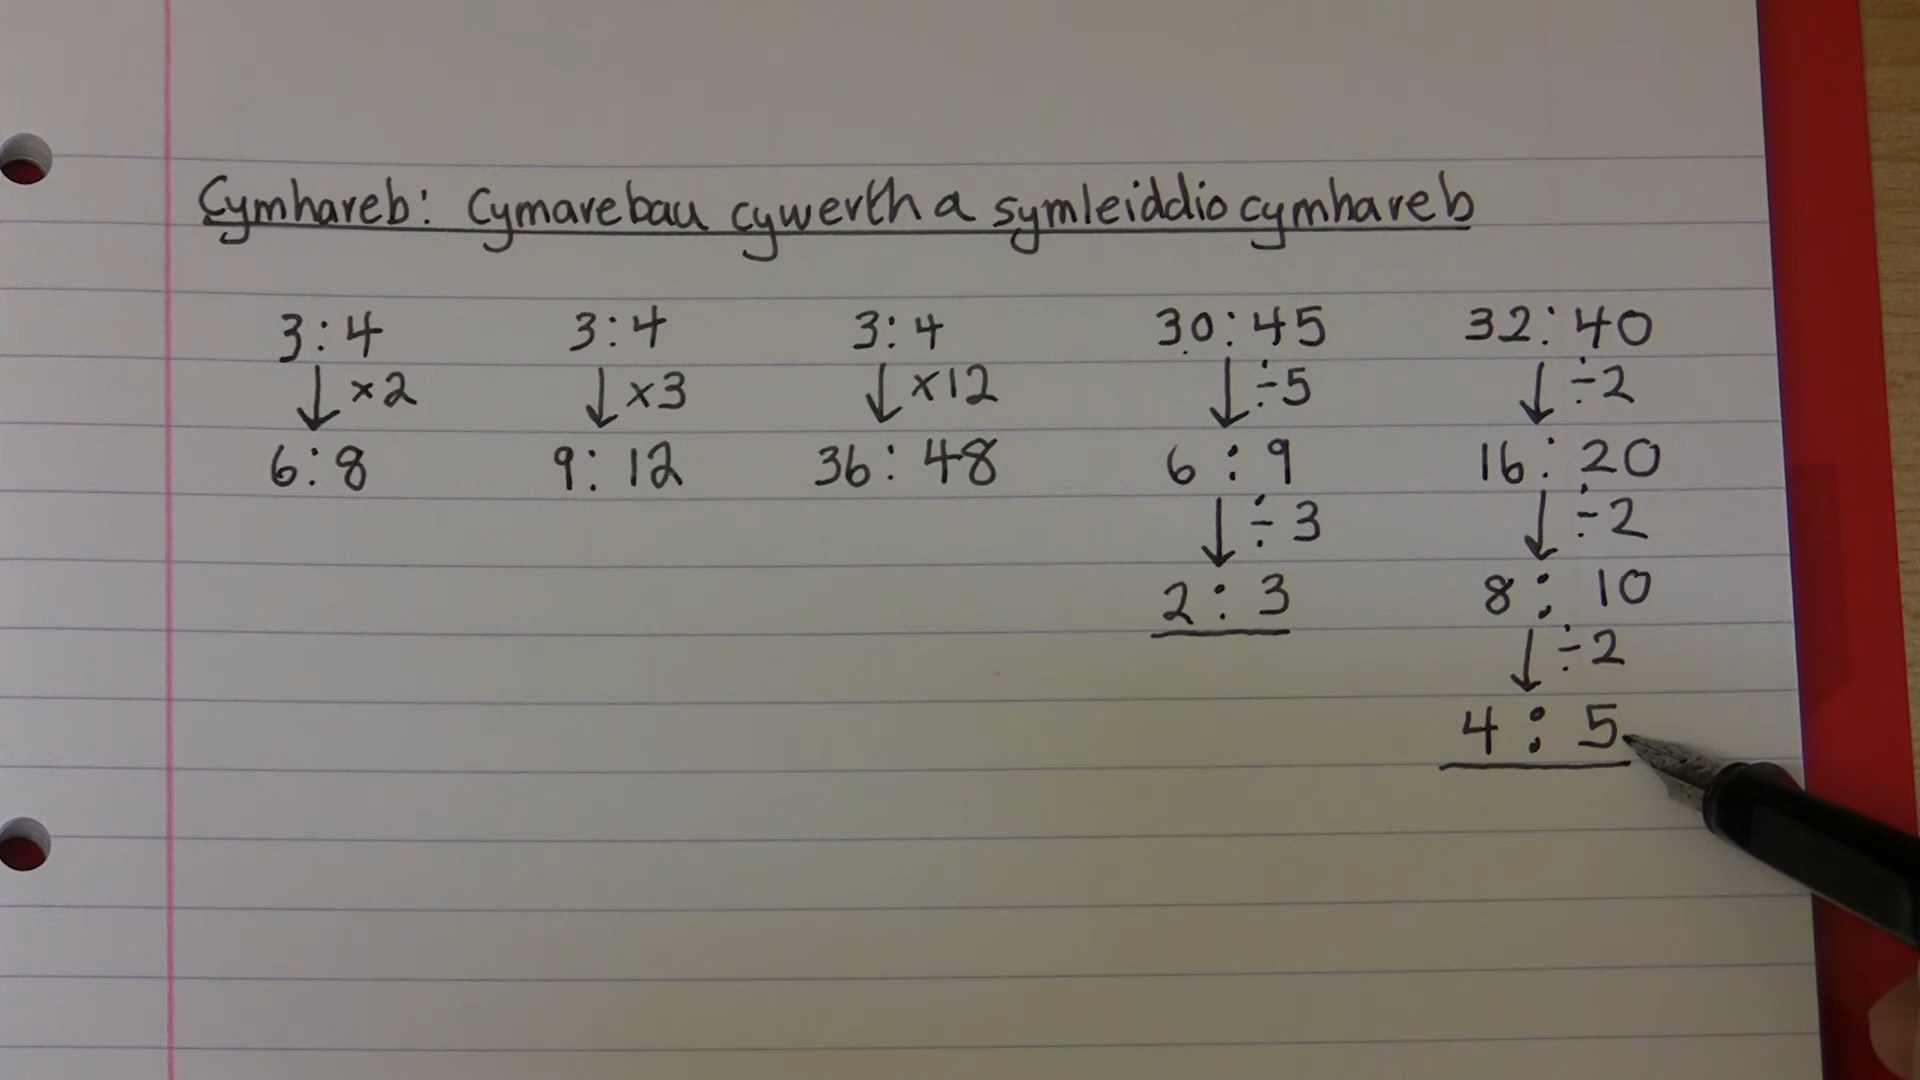 Cymhareb: Cymarebau cywerth a symleiddio cymhareb
3:4 3:4 3:4 30:45 32:40
↓ ×2 ↓ ×3 ↓ ×12 ↓ ÷5 ↓ ÷2
6:8 9:12 36:48 6:9 16:20
↓ ÷3 ↓ ÷2
2:3 8:10
↓ ÷2
4:5